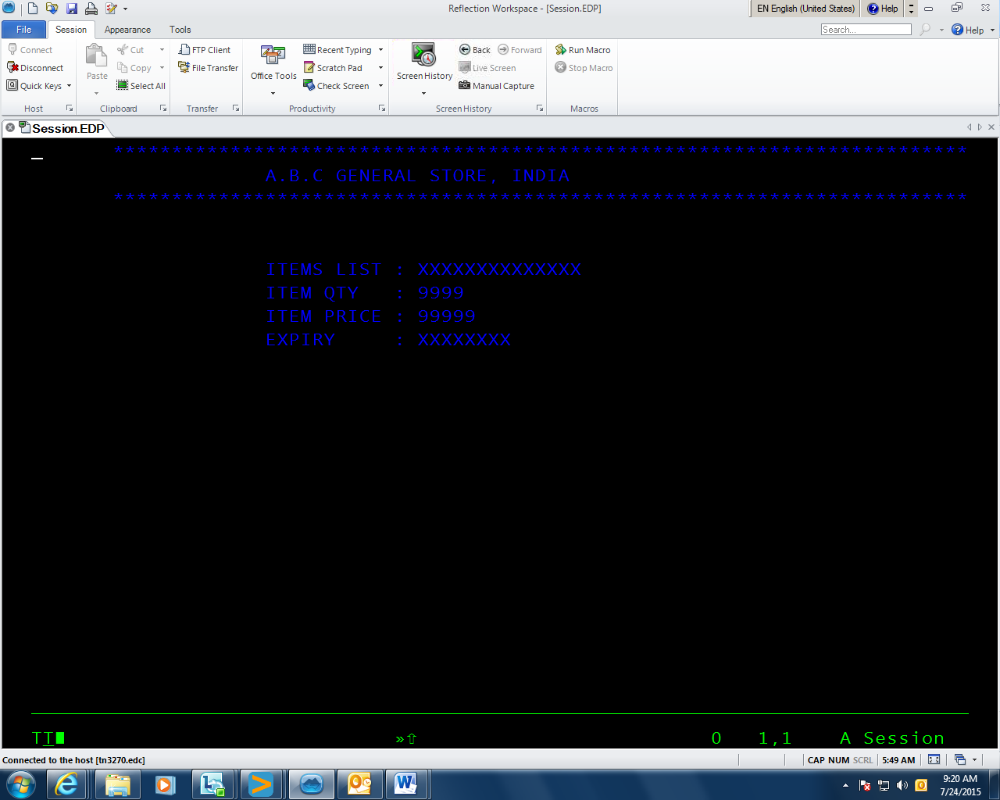 Reflection Workspace - [Session.EDP]
EN English (United States) Help
File Session Appearance Tools
Search... Help
Connect Cut FTP Client Recent Typing Back Forward Run Macro
Disconnect Copy File Transfer Scratch Pad Live Screen Stop Macro
Quick Keys Paste Select All Office Tools Check Screen Screen History Manual Capture
Host Clipboard Transfer Productivity Screen History Macros
Session.EDP
*************************************************************************
A.B.C GENERAL STORE, INDIA
*************************************************************************
ITEMS LIST : XXXXXXXXXXXXXX
ITEM QTY : 9999
ITEM PRICE : 99999
EXPIRY : XXXXXXXX
TT »⇧ 0 1,1 A Session
Connected to the host [tn3270.edc] CAP NUM SCRL 5:49 AM
9:20 AM
7/24/2015